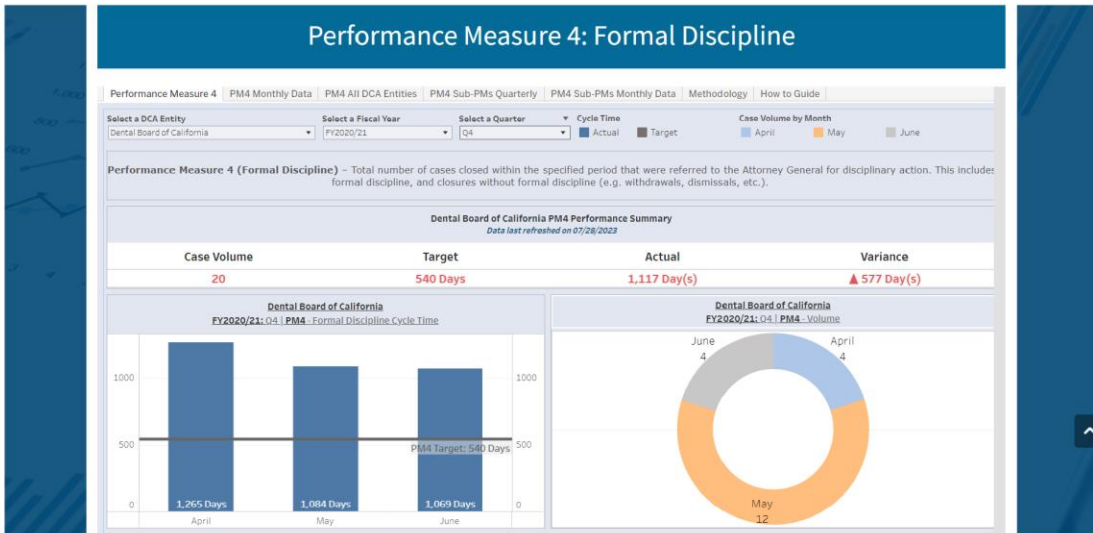 Performance Measure 4: Formal Discipline
Performance Measure 4 PM4 Monthly Data PM4 All DCA Entities PM4 Sub-PMs Quarterly PM4 Sub-PMs Monthly Data Methodology How to Guide
Select a DCA Entity Select a Fiscal Year Select a Quarter Cycle Time Case Volume by Month
Dental Board of California FY2020/21 Q4 Actual Target April May June
Performance Measure 4 (Formal Discipline) – Total number of cases closed within the specified period that were referred to the Attorney General for disciplinary action. This includes
formal discipline, and closures without formal discipline (e.g. withdrawals, dismissals, etc.).
Dental Board of California PM4 Performance Summary
Data last refreshed on 07/28/2023
Case Volume Target Actual Variance
20 540 Days 1,117 Day(s) ▲ 577 Day(s)
Dental Board of California
FY2020/21: Q4 | PM4 - Formal Discipline Cycle Time
1000 1000
500 PM4 Target: 540 Days 500
0 1,265 Days 1,084 Days 1,069 Days 0
April May June
Dental Board of California
FY2020/21: Q4 | PM4 - Volume
June April
4 4
May
12